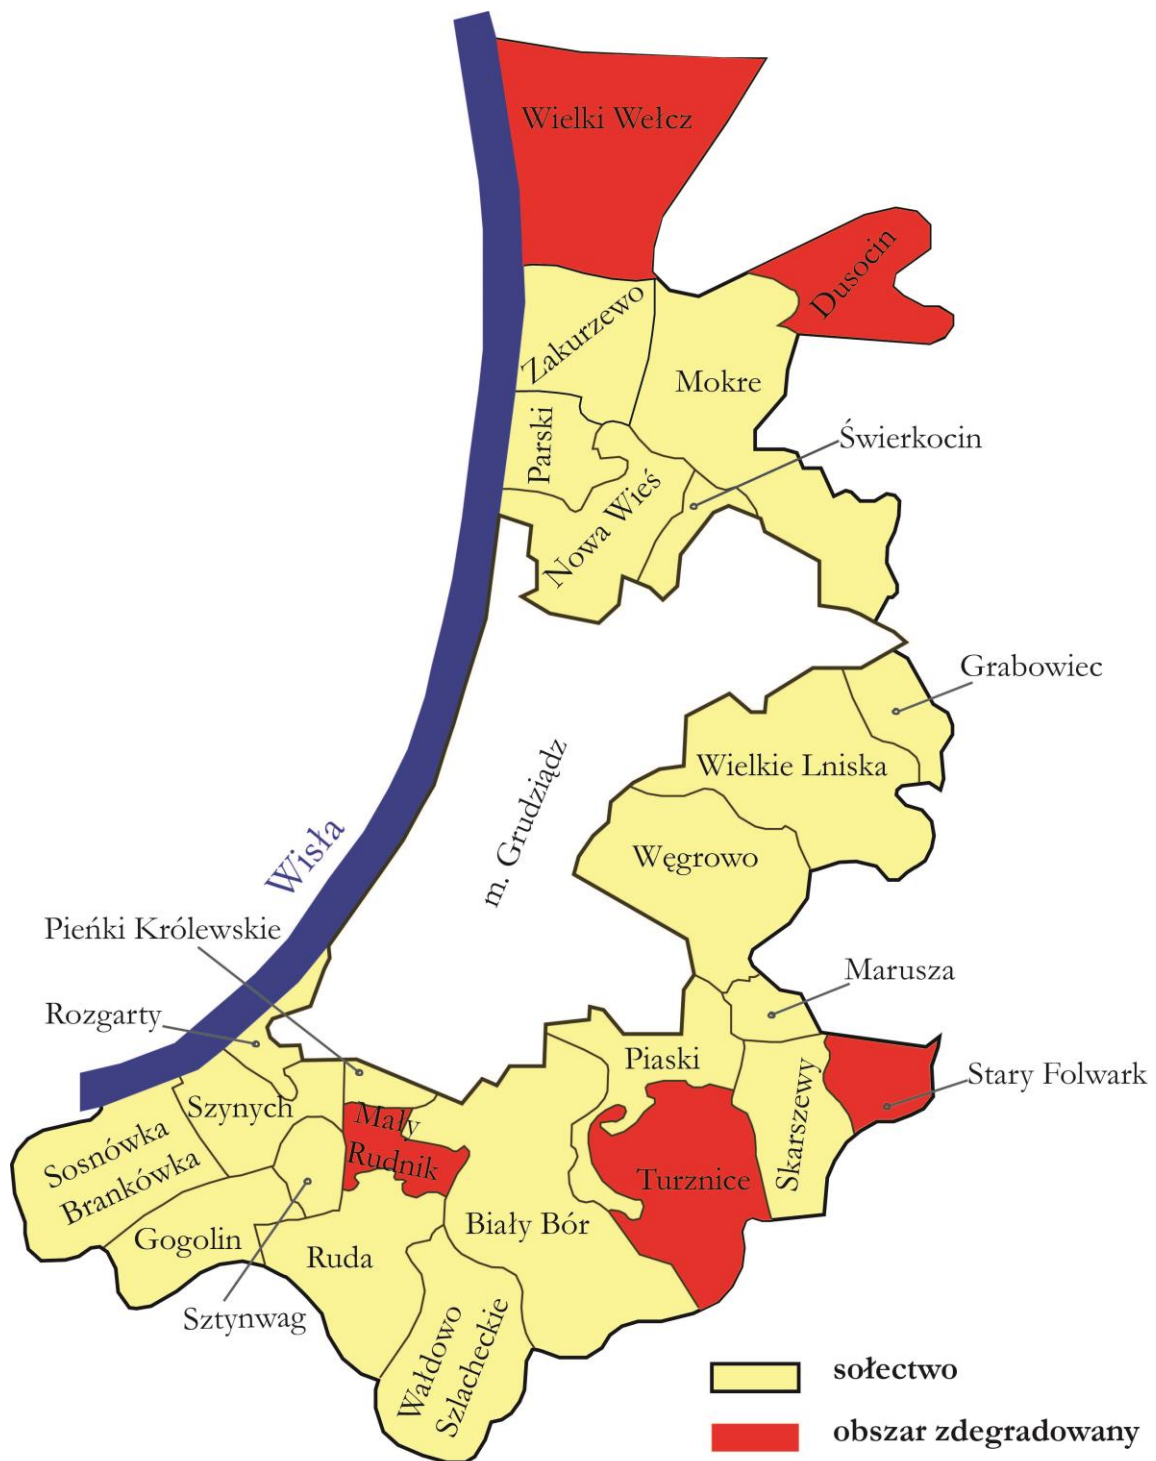 Wielki Wełcz
Dusocin
Zakurzewo
Mokre
Parski
Świerkocin
Nowa Wieś
Grabowiec
Wielkie Lniska
m. Grudziądz
Węgrowo
Wisła
Pieńki Królewskie
Marusza
Rozgarty
Piaski
Stary Folwark
Szynych
Mały
Rudnik
Skarszewy
Sosnówka
Brankówka
Turznice
Gogolin
Biały Bór
Ruda
Sztynwag
Wałdowo
Szlacheckie
sołectwo
obszar zdegradowany